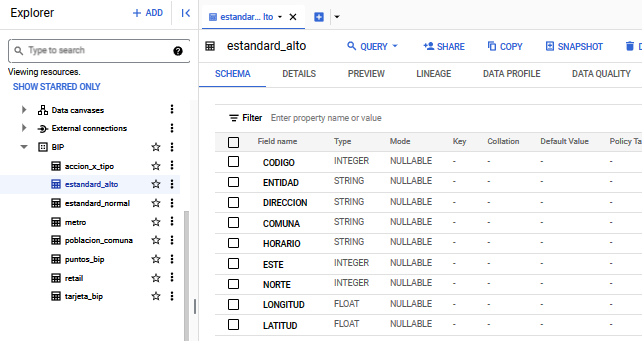 Explorer
+ ADD
Type to search
?
Viewing resources.
SHOW STARRED ONLY
Data canvases
External connections
BIP
accion_x_tipo
estandard_alto
estandard_normal
metro
poblacion_comuna
puntos_bip
retail
tarjeta_bip
estandar... lto
estandard_alto
QUERY
SHARE
COPY
SNAPSHOT
D
SCHEMA DETAILS PREVIEW LINEAGE DATA PROFILE DATA QUALITY
Filter Enter property name or value
Field name Type Mode Key Collation Default Value Policy Ta
CODIGO INTEGER NULLABLE - - - -
ENTIDAD STRING NULLABLE - - - -
DIRECCION STRING NULLABLE - - - -
COMUNA STRING NULLABLE - - - -
HORARIO STRING NULLABLE - - - -
ESTE INTEGER NULLABLE - - - -
NORTE INTEGER NULLABLE - - - -
LONGITUD FLOAT NULLABLE - - - -
LATITUD FLOAT NULLABLE - - - -